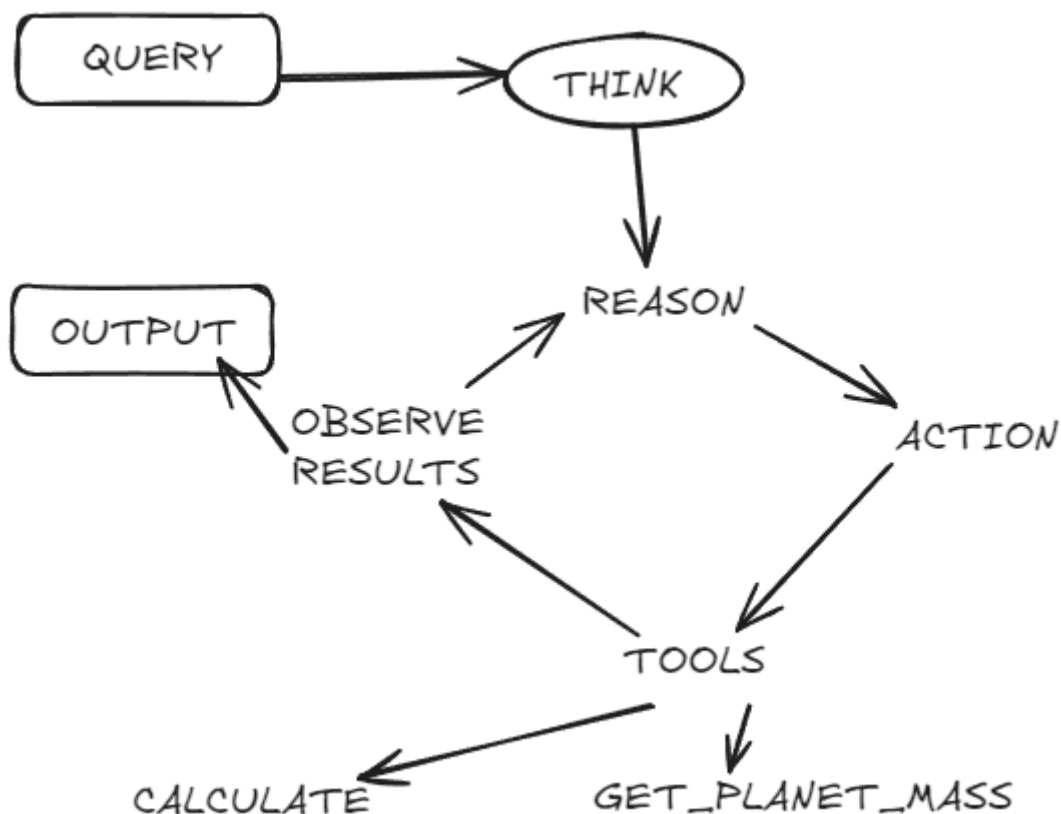 QUERY
THINK
REASON
OUTPUT
OBSERVE
RESULTS
ACTION
TOOLS
CALCULATE
GET_PLANET_MASS